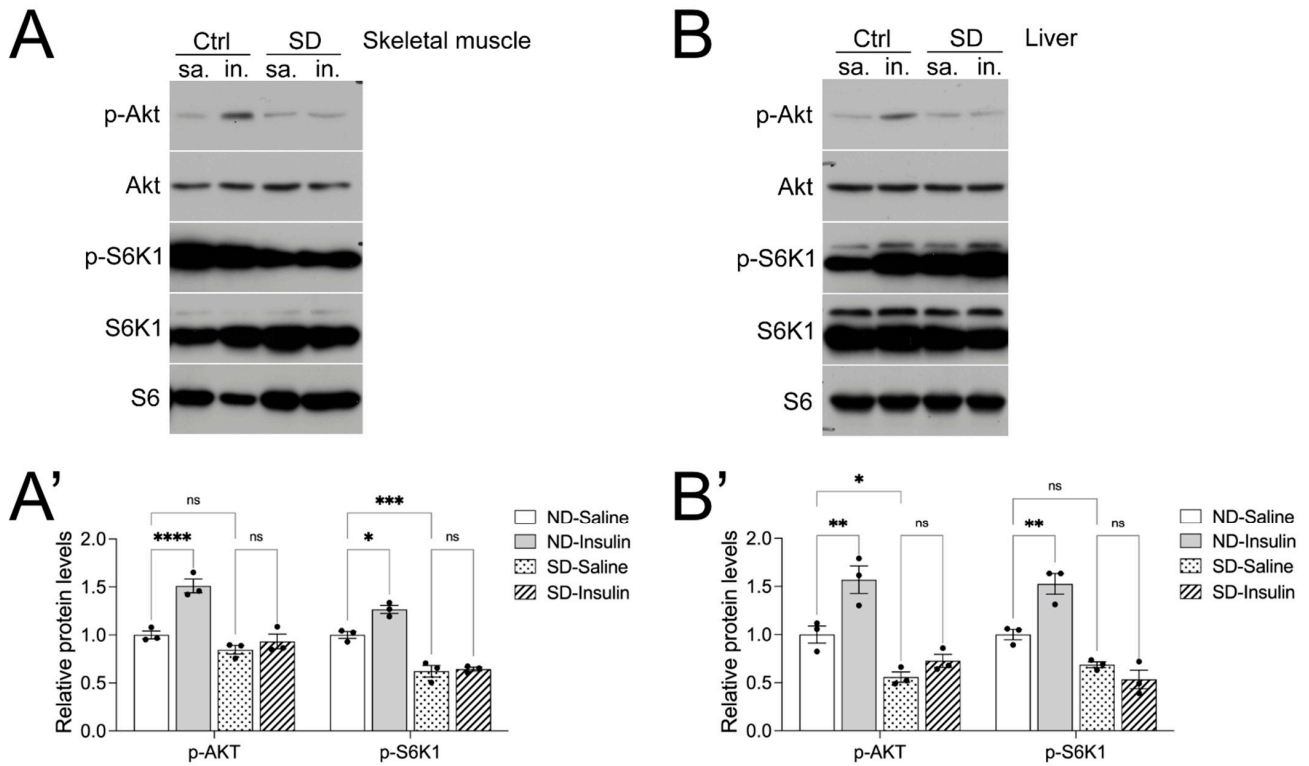 A
Ctrl SD Skeletal muscle
sa. in. sa. in.
p-Akt
Akt
p-S6K1
S6K1
S6
B
Ctrl SD Liver
sa. in. sa. in.
p-Akt
Akt
p-S6K1
S6K1
S6
A'
Relative protein levels
2.0
1.5
1.0
0.5
0.0
ns
****
ns
***
*
ns
p-AKT p-S6K1
ND-Saline
ND-Insulin
SD-Saline
SD-Insulin
B'
Relative protein levels
2.0
1.5
1.0
0.5
0.0
*
**
ns
ns
**
ns
p-AKT p-S6K1
ND-Saline
ND-Insulin
SD-Saline
SD-Insulin